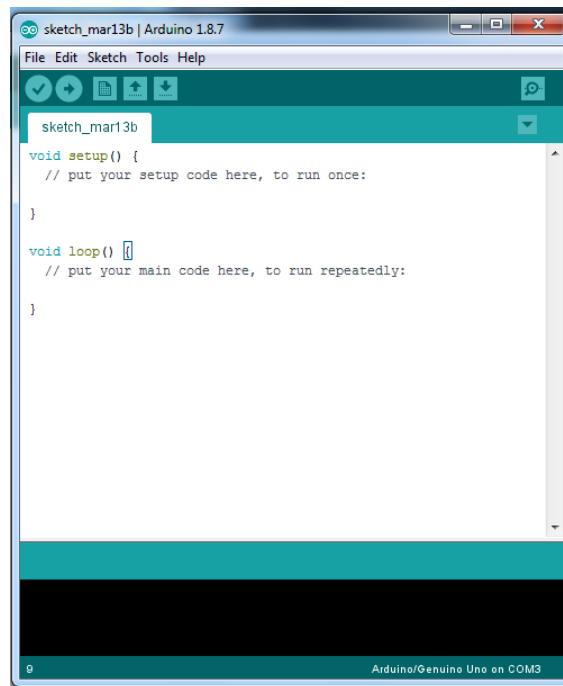 sketch_mar13b | Arduino 1.8.7
File Edit Sketch Tools Help
sketch_mar13b
void setup() {
  // put your setup code here, to run once:
}
void loop() {
  // put your main code here, to run repeatedly:
}
9
Arduino/Genuino Uno on COM3